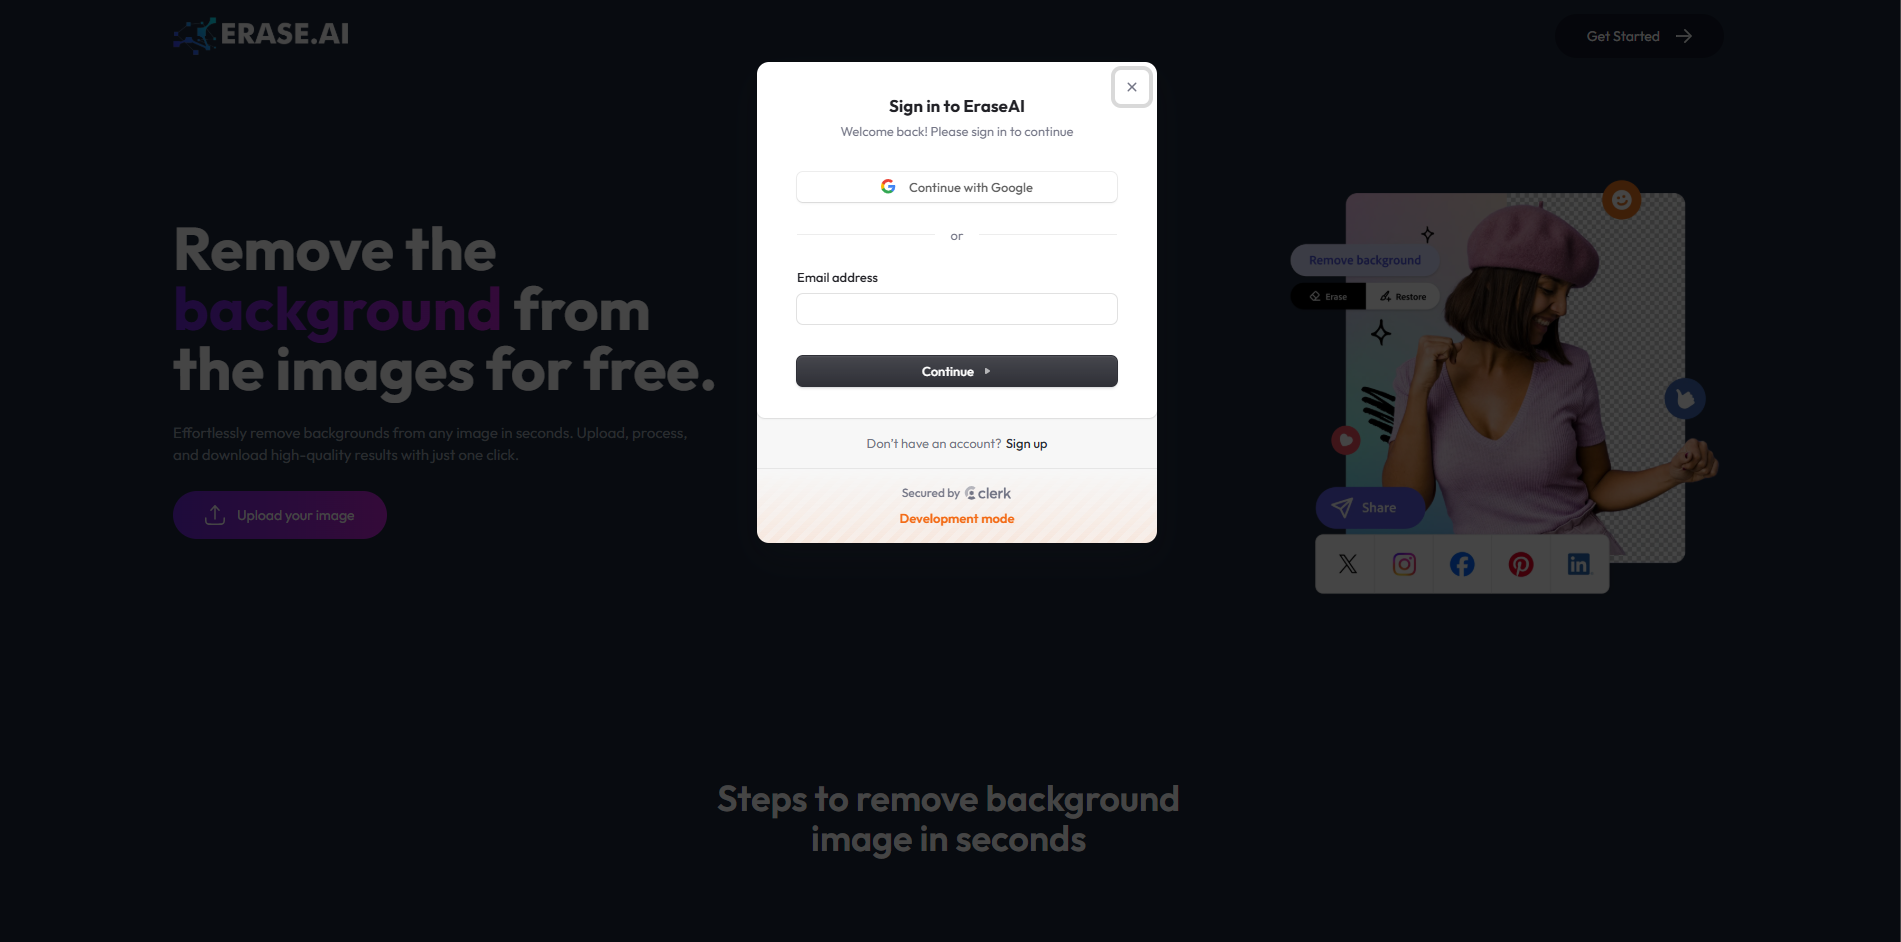 ERASE.AI
Get Started
Sign in to EraseAI
Welcome back! Please sign in to continue
Continue with Google
or
Email address
Continue
Don't have an account? Sign up
Secured by clerk
Development mode
Remove the
background from
the images for free.
Effortlessly remove backgrounds from any image in seconds. Upload, process,
and download high-quality results with just one click.
Upload your image
Remove background
Erase
Restore
Share
Steps to remove background
image in seconds